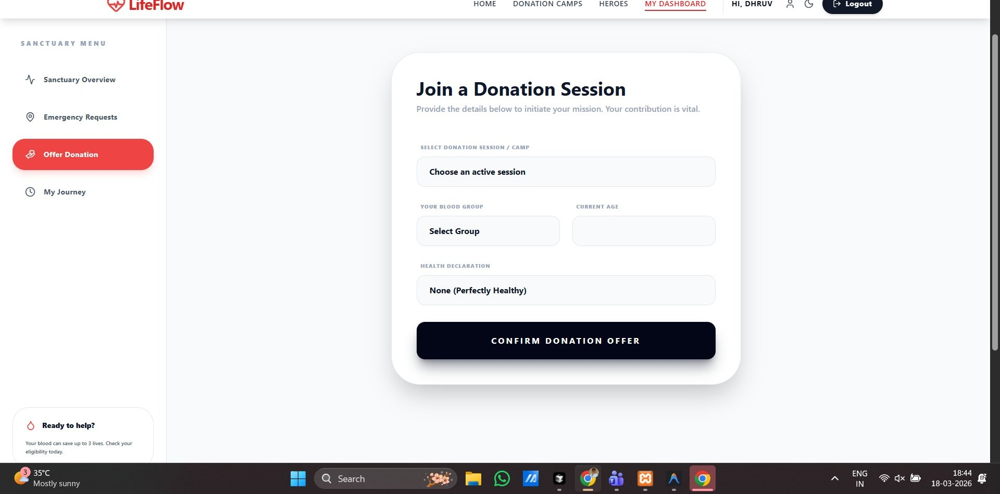 LifeFlow
HOME DONATION CAMPS HEROES MY DASHBOARD HI, DHRUV Logout
SANCTUARY MENU
Sanctuary Overview
Emergency Requests
Offer Donation
My Journey
Ready to help?
Your blood can save up to 3 lives. Check your
eligibility today.
Join a Donation Session
Provide the details below to initiate your mission. Your contribution is vital.
SELECT DONATION SESSION / CAMP
Choose an active session
YOUR BLOOD GROUP CURRENT AGE
Select Group
HEALTH DECLARATION
None (Perfectly Healthy)
CONFIRM DONATION OFFER
3
35°C
Mostly sunny
Search
ENG
IN
18:44
18-03-2026